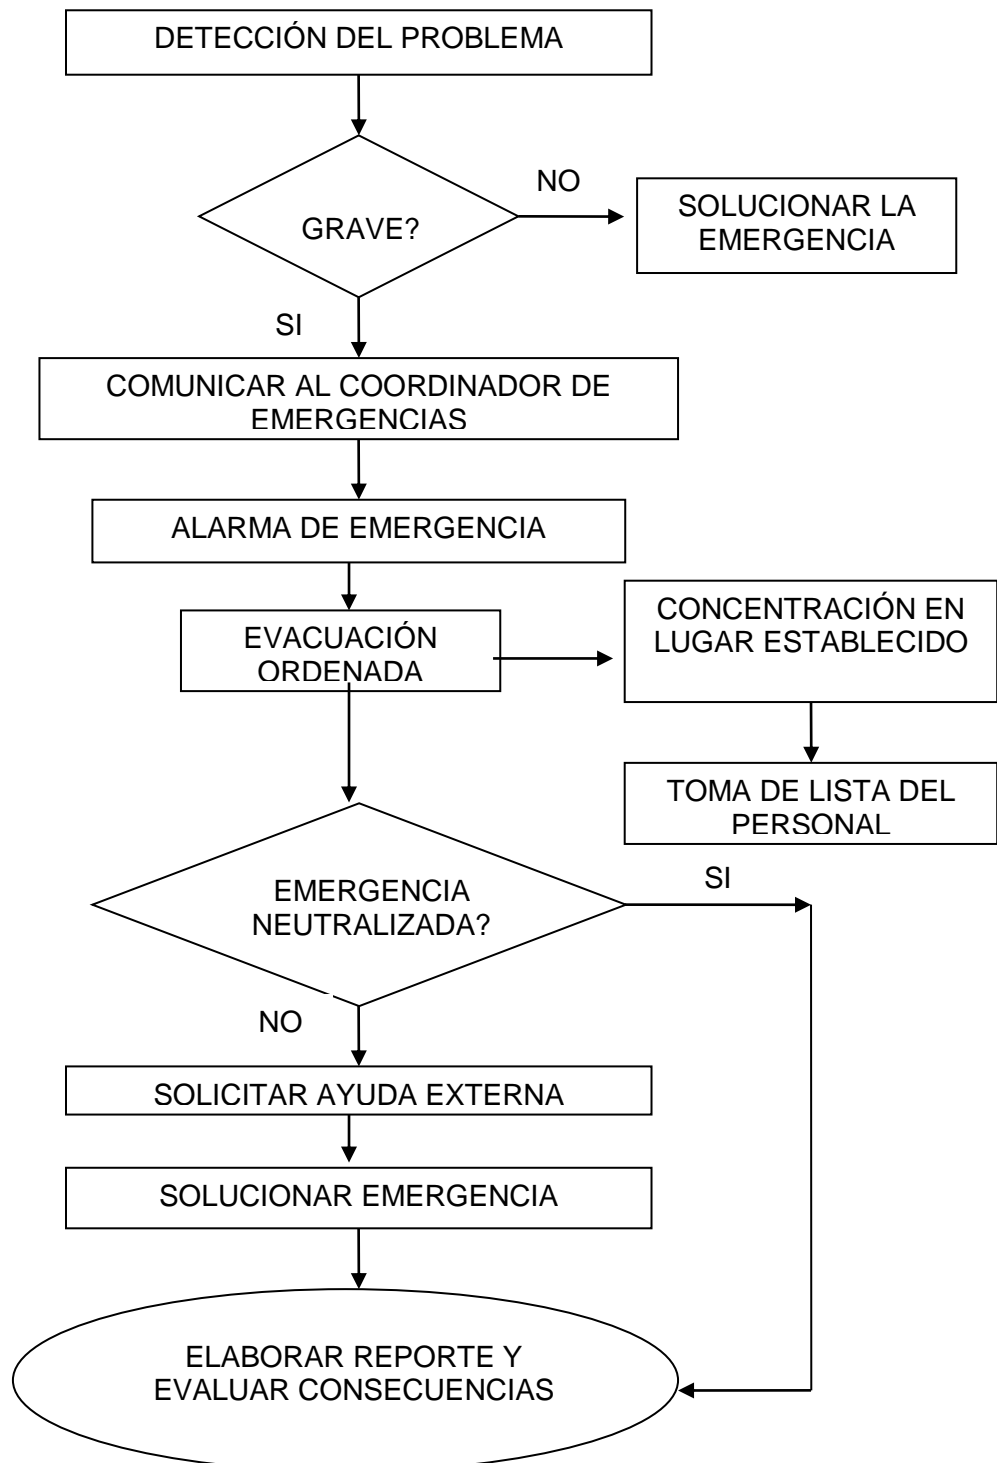 DETECCIÓN DEL PROBLEMA
NO
GRAVE?
SOLUCIONAR LA
EMERGENCIA
SI
COMUNICAR AL COORDINADOR DE
EMERGENCIAS
ALARMA DE EMERGENCIA
EVACUACIÓN
ORDENADA
CONCENTRACIÓN EN
LUGAR ESTABLECIDO
TOMA DE LISTA DEL
PERSONAL
EMERGENCIA
NEUTRALIZADA?
SI
NO
SOLICITAR AYUDA EXTERNA
SOLUCIONAR EMERGENCIA
ELABORAR REPORTE Y
EVALUAR CONSECUENCIAS